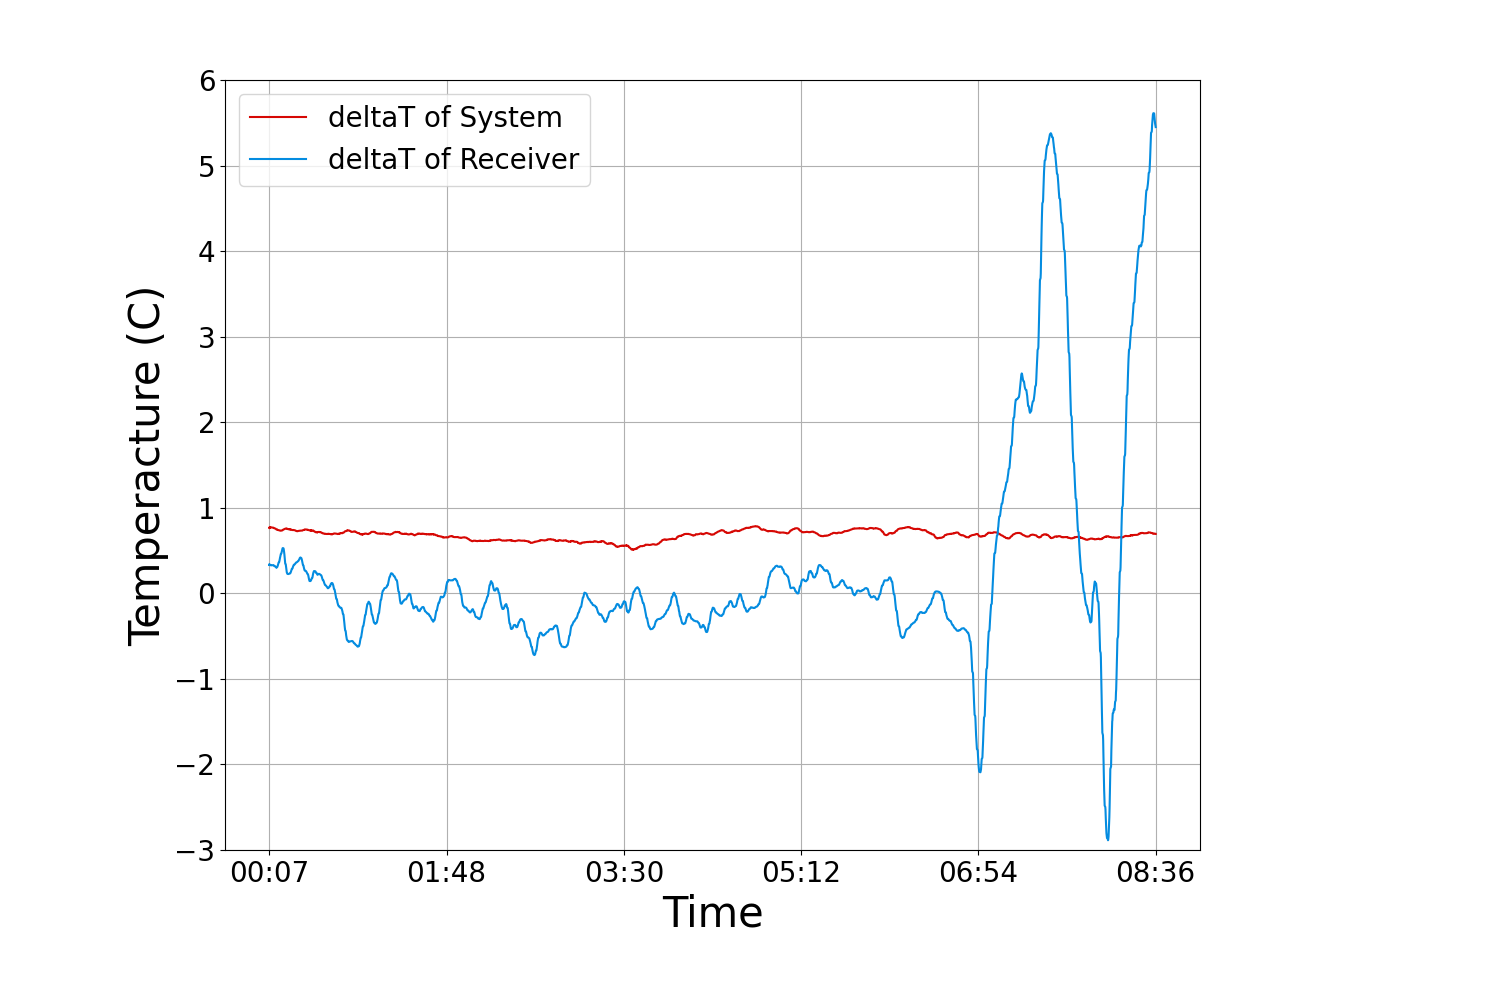 6
deltaT of System
deltaT of Receiver
5
4
3
2
1
0
−1
−2
−3
Temperacture (C)
00:07 01:48 03:30 05:12 06:54 08:36
Time